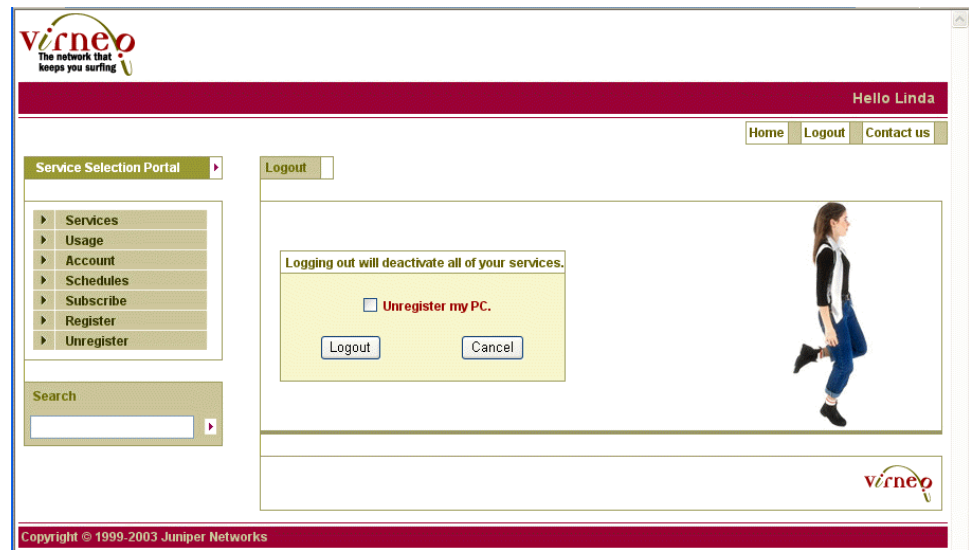 Virneo
The network that
keeps you surfing
Hello Linda
Home Logout Contact us
Service Selection Portal
Logout
Services
Usage
Account
Schedules
Subscribe
Register
Unregister
Logging out will deactivate all of your services.
Unregister my PC.
Logout Cancel
Search
virneo
Copyright © 1999-2003 Juniper Networks